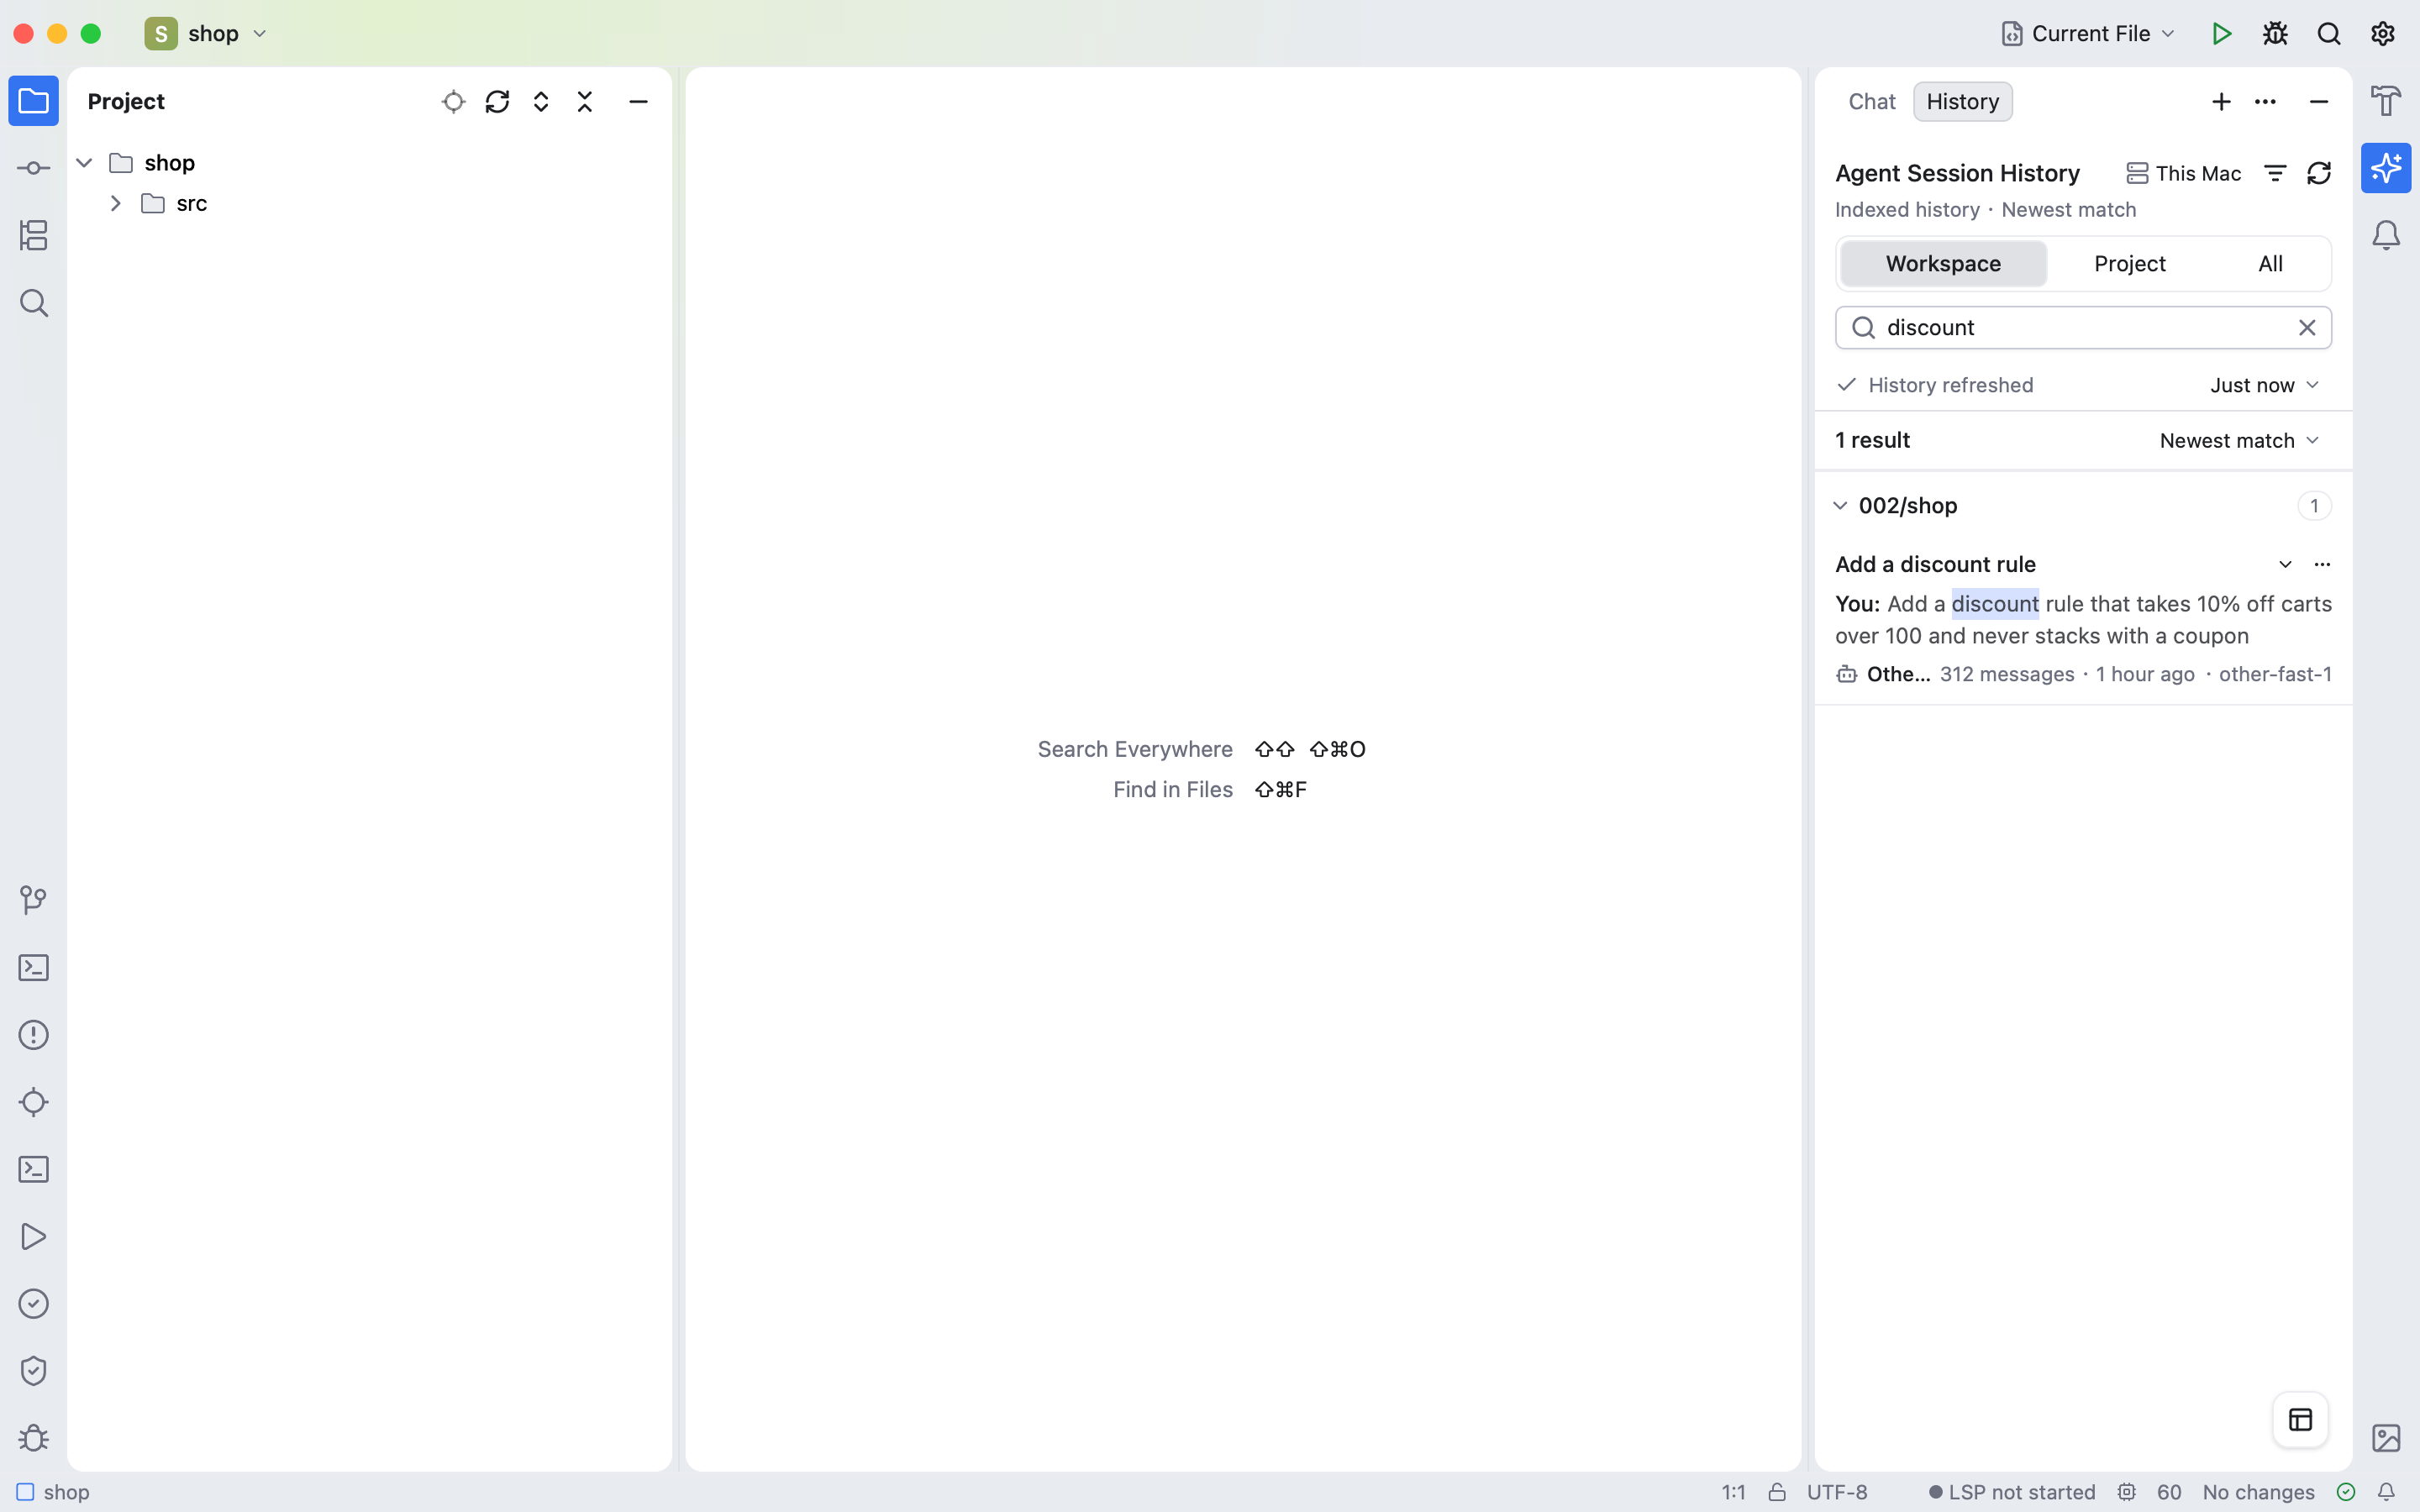 S shop
Current File
Project
shop
src
Search Everywhere ⇧⇧ ⇧⌘O
Find in Files ⇧⌘F
Chat History
Agent Session History This Mac
Indexed history · Newest match
Workspace Project All
discount
History refreshed Just now
1 result Newest match
002/shop 1
Add a discount rule
You: Add a discount rule that takes 10% off carts
over 100 and never stacks with a coupon
Othe... 312 messages · 1 hour ago · other-fast-1
shop 1:1 UTF-8 LSP not started 60 No changes